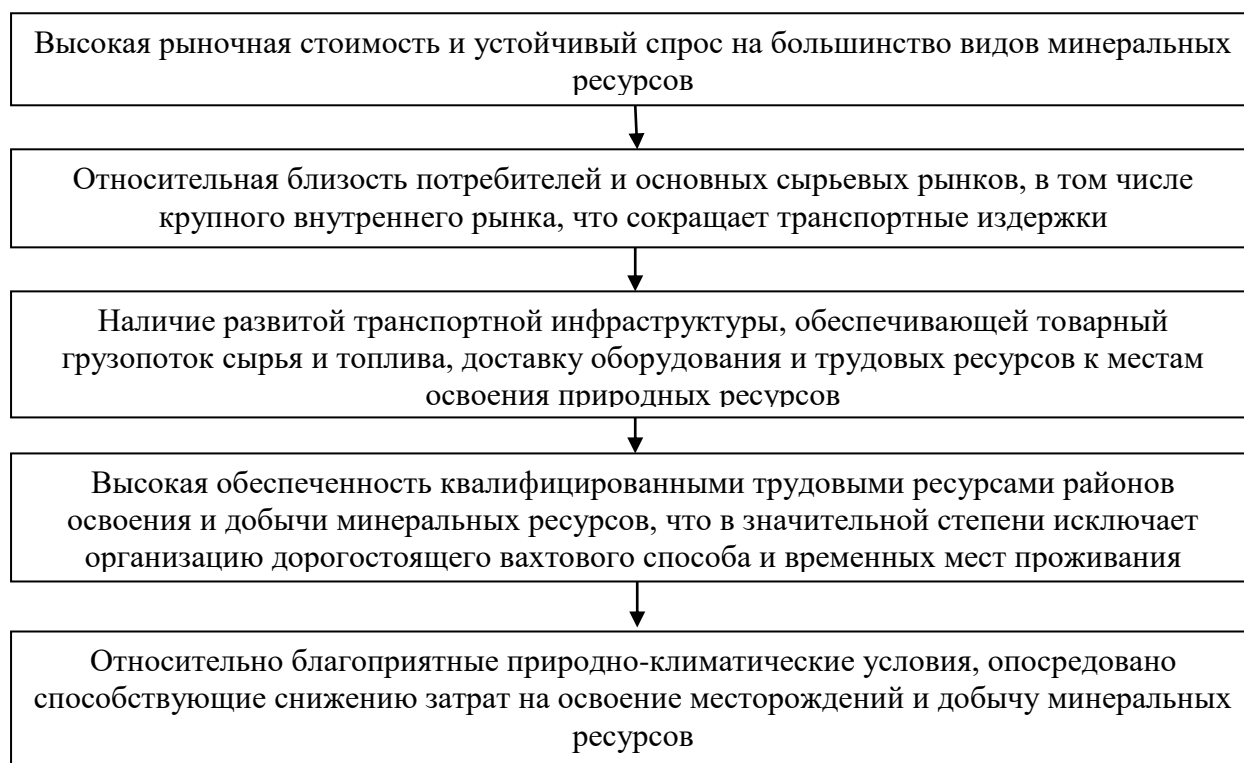 Высокая рыночная стоимость и устойчивый спрос на большинство видов минеральных
ресурсов
Относительная близость потребителей и основных сырьевых рынков, в том числе
крупного внутреннего рынка, что сокращает транспортные издержки
Наличие развитой транспортной инфраструктуры, обеспечивающей товарный
грузопоток сырья и топлива, доставку оборудования и трудовых ресурсов к местам
освоения природных ресурсов
Высокая обеспеченность квалифицированными трудовыми ресурсами районов
освоения и добычи минеральных ресурсов, что в значительной степени исключает
организацию дорогостоящего вахтового способа и временных мест проживания
Относительно благоприятные природно-климатические условия, опосредовано
способствующие снижению затрат на освоение месторождений и добычу минеральных
ресурсов